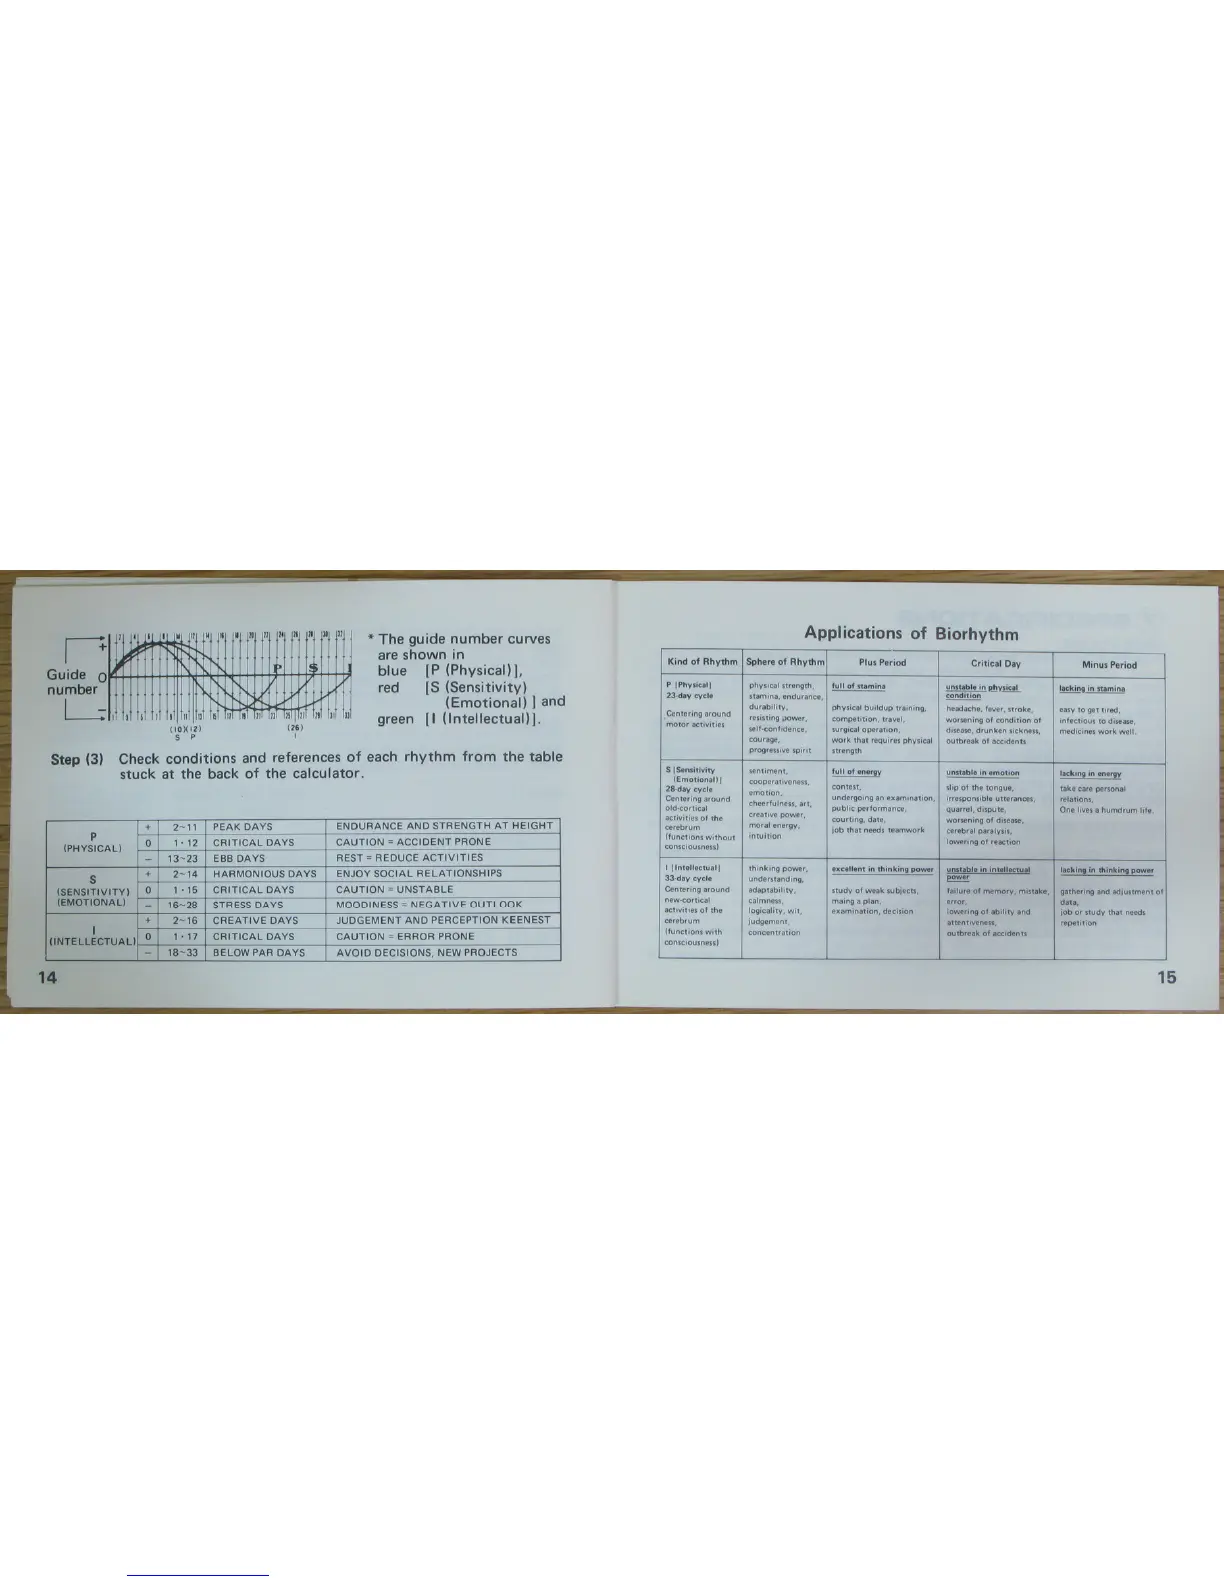 Guide
number
+
0
−
P
S
I
(10)(12)
S P
(26)
I
* The guide number curves
are shown in
blue [P (Physical)],
red [S (Sensitivity)
(Emotional) ] and
green [I (Intellectual)].
Step (3) Check conditions and references of each rhythm from the table
stuck at the back of the calculator.
P
(PHYSICAL)
+ 2~11 PEAK DAYS ENDURANCE AND STRENGTH AT HEIGHT
0 1·12 CRITICAL DAYS CAUTION = ACCIDENT PRONE
− 13~23 EBB DAYS REST = REDUCE ACTIVITIES
S
(SENSITIVITY)
(EMOTIONAL)
+ 2~14 HARMONIOUS DAYS ENJOY SOCIAL RELATIONSHIPS
0 1·15 CRITICAL DAYS CAUTION = UNSTABLE
− 16~28 STRESS DAYS MOODINESS = NEGATIVE OUTLOOK
I
(INTELLECTUAL)
+ 2~16 CREATIVE DAYS JUDGEMENT AND PERCEPTION KEENEST
0 1·17 CRITICAL DAYS CAUTION = ERROR PRONE
− 18~33 BELOW PAR DAYS AVOID DECISIONS, NEW PROJECTS
14
Applications of Biorhythm
Kind of Rhythm Sphere of Rhythm Plus Period Critical Day Minus Period
P [Physical]
23-day cycle
Centering around
motor activities
physical strength,
stamina, endurance,
durability,
resisting power,
self-confidence,
courage,
progressive spirit
full of stamina
physical buildup training,
competition, travel,
surgical operation,
work that requires physical
strength
unstable in physical
condition
headache, fever, stroke,
worsening of condition of
disease, drunken sickness,
outbreak of accidents
lacking in stamina
easy to get tired,
infectious to disease,
medicines work well.
S [Sensitivity
(Emotional)]
28-day cycle
Centering around
old-cortical
activities of the
cerebrum
(functions without
consciousness)
sentiment,
cooperativeness,
emotion,
cheerfulness, art,
creative power,
moral energy,
intuition
full of energy
contest,
undergoing an examination,
public performance,
courting, date,
job that needs teamwork
unstable in emotion
slip of the tongue,
irresponsible utterances,
quarrel, dispute,
worsening of disease,
cerebral paralysis,
lowering of reaction
lacking in energy
take care personal
relations,
One lives a humdrum life.
I [Intellectual]
33-day cycle
Centering around
new-cortical
activities of the
cerebrum
(functions with
consciousness)
thinking power,
understanding,
adaptability,
calmness,
logicality, wit,
judgement,
concentration
excellent in thinking power
study of weak subjects,
maing a plan,
examination, decision
unstable in intellectual
power
failure of memory, mistake,
error,
lowering of ability and
attentiveness,
outbreak of accidents
lacking in thinking power
gathering and adjustment of
data,
job or study that needs
repetition
15